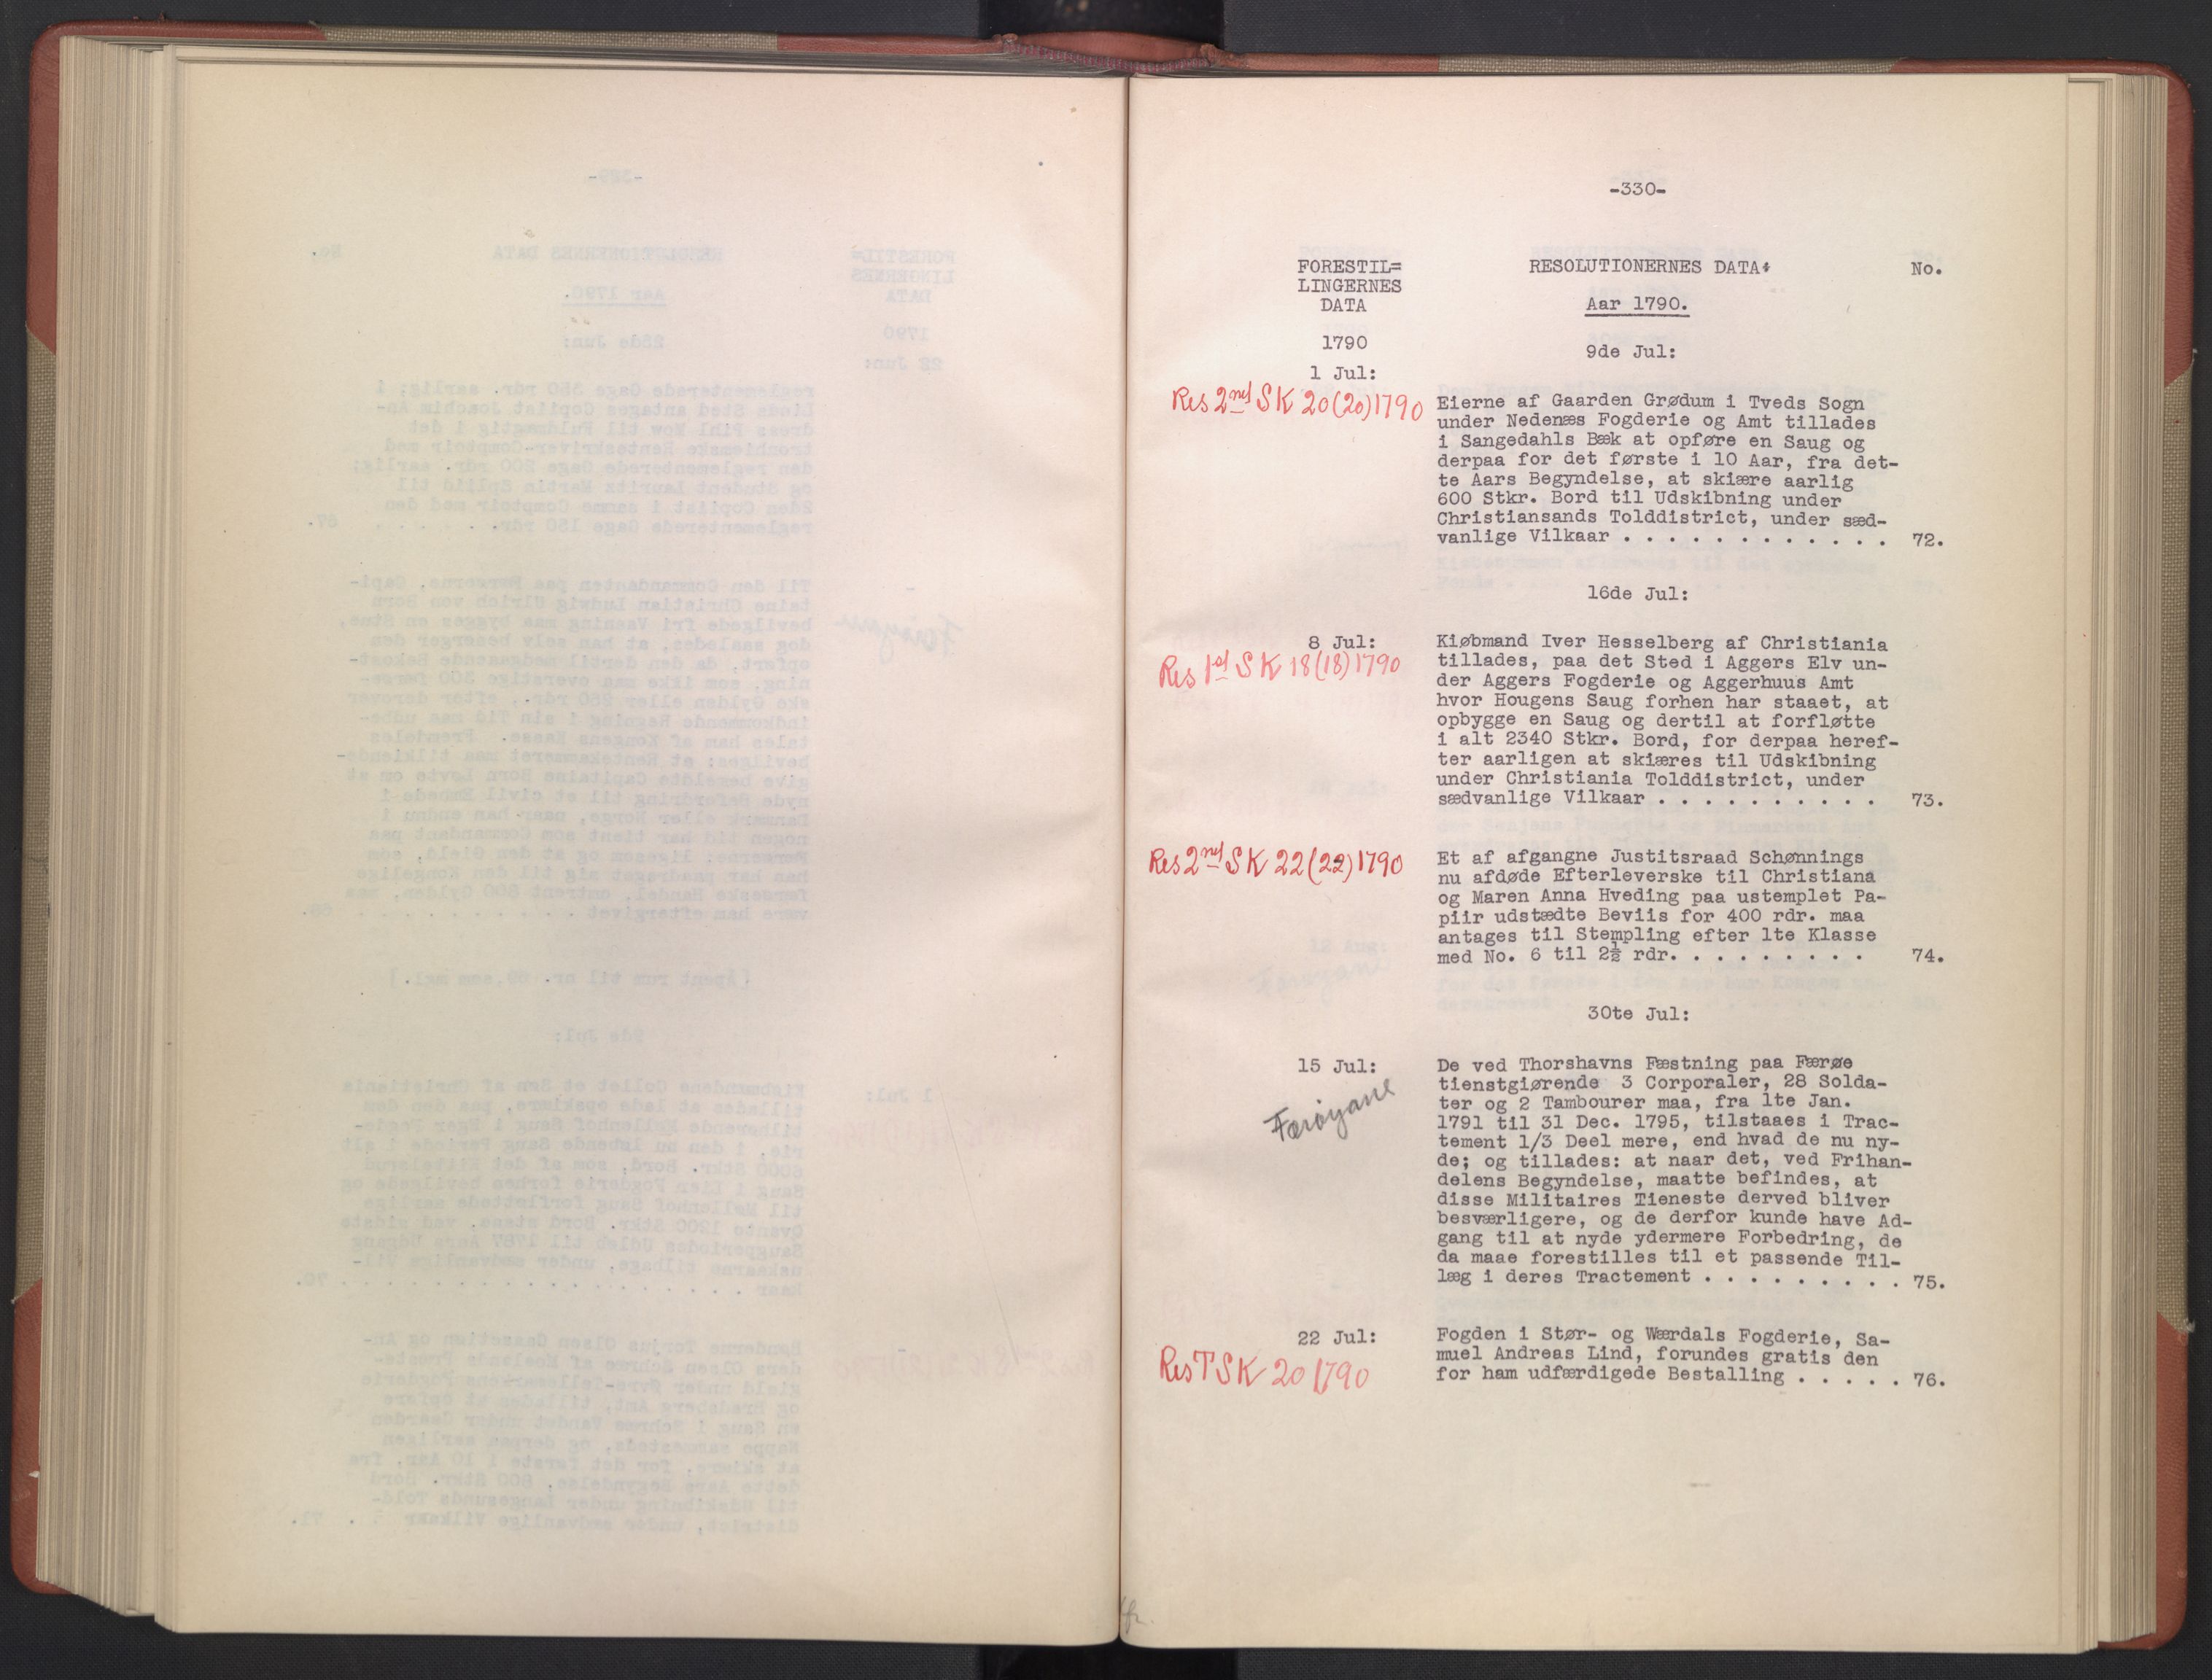 -330-
FORESTIL=
LINGERNES
DATA
RESOLUTIONERNES DATA.
No.
Aar 1790.
1790
9de Jul:
1 Jul:
Res 2nd SK 20(20)1790
Eierne af Gaarden Grødum i Tveds Sogn
under Nedenæs Fogderie og Amt tillades
i Sangedahls Bæk at opføre en Saug og
derpaa for det første i 10 Aar, fra det-
te Aars Begyndelse, at skiære aarlig
600 Stkr. Bord til Udskibning under
Christiansands Tolddistrict, under sæd-
vanlige Vilkaar . . . . . . . . . . . . 72.
16de Jul:
8 Jul:
Res 1st SK 18(18)1790
Kiøbmand Iver Hesselberg af Christiania
tillades, paa det Sted i Aggers Elv un-
der Aggers Fogderie og Aggerhuus Amt
hvor Hougens Saug forhen har staaet, at
opbygge en Saug og dertil at forfløtte
i alt 2340 Stkr. Bord, for derpaa heref-
ter aarligen at skiæres til Udskibning
under Christiania Tolddistrict, under
sædvanlige Vilkaar . . . . . . . . . . 73.
Res 2nd SK 22(22)1790
Et af afgangne Justitsraad Schønnings
nu afdøde Efterleverske til Christiana
og Maren Anna Hveding paa ustemplet Pa-
piir udstædte Beviis for 400 rdr. maa
antages til Stempling efter 1te Klasse
med No. 6 til 2½ rdr. . . . . . . . . 74.
30te Jul:
15 Jul:
Færøyane
De ved Thorshavns Fæstning paa Færøe
tienstgiørende 3 Corporaler, 28 Solda-
ter og 2 Tambourer maa, fra 1te Jan.
1791 til 31 Dec. 1795, tilstaaes i Trac-
tement 1/3 Deel mere, end hvad de nu ny-
de; og tillades: at naar det, ved Frihan-
delens Begyndelse, maatte befindes, at
disse Militaires Tieneste derved bliver
besværligere, og de derfor kunde have Ad-
gang til at nyde ydermere Forbedring, de
da maae forestilles til et passende Til-
læg i deres Tractement . . . . . . . . . 75.
22 Jul:
Res TSK 20 1790
Fogden i Stør- og Wærdals Fogderie, Sa-
muel Andreas Lind, forundes gratis den
for ham udfærdigede Bestalling . . . . . 76.